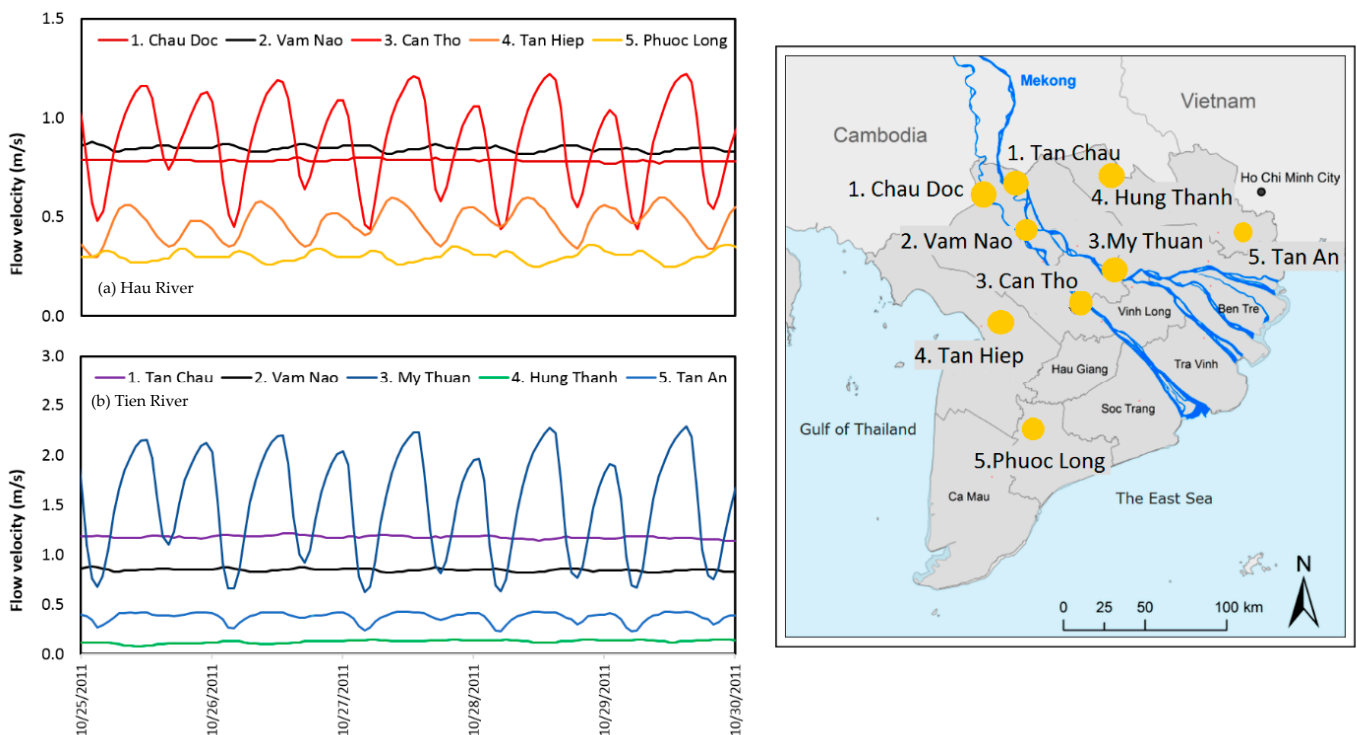 1.5
1. Chau Doc 2. Vam Nao 3. Can Tho 4. Tan Hiep 5. Phuoc Long
1.0
0.5
0.0
Flow velocity (m/s)
(a) Hau River
3.0
1. Tan Chau 2. Vam Nao 3. My Thuan 4. Hung Thanh 5. Tan An
(b) Tien River
2.5
2.0
1.5
1.0
0.5
0.0
Flow velocity (m/s)
10/25/2011
10/26/2011
10/27/2011
10/28/2011
10/29/2011
10/30/2011
Mekong
Vietnam
Cambodia
1. Tan Chau
Ho Chi Minh City
1. Chau Doc
4. Hung Thanh
2. Vam Nao
3.My Thuan
5. Tan An
3. Can Tho
Vinh Long
Ben Tre
4. Tan Hiep
Hau Giang
Tra Vinh
Soc Trang
Gulf of Thailand
5.Phuoc Long
Ca Mau
The East Sea
N
0 25 50 100 km